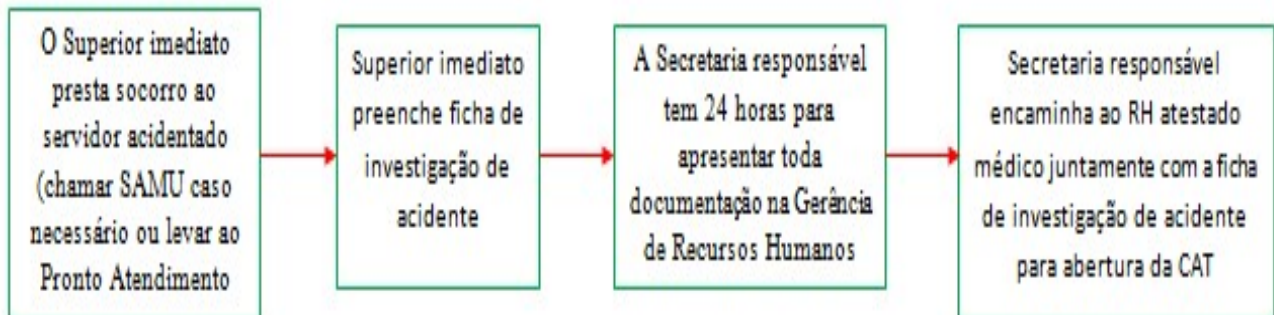 O Superior imediato
presta socorro ao
servidor acidentado
(chamar SAMU caso
necessário ou levar ao
Pronto Atendimento
Superior imediato
preenche ficha de
investigação de
acidente
A Secretaria responsável
tem 24 horas para
apresentar toda
documentação na Gerência
de Recursos Humanos
Secretaria responsável
encaminha ao RH atestado
médico juntamente com a ficha
de investigação de acidente
para abertura da CAT